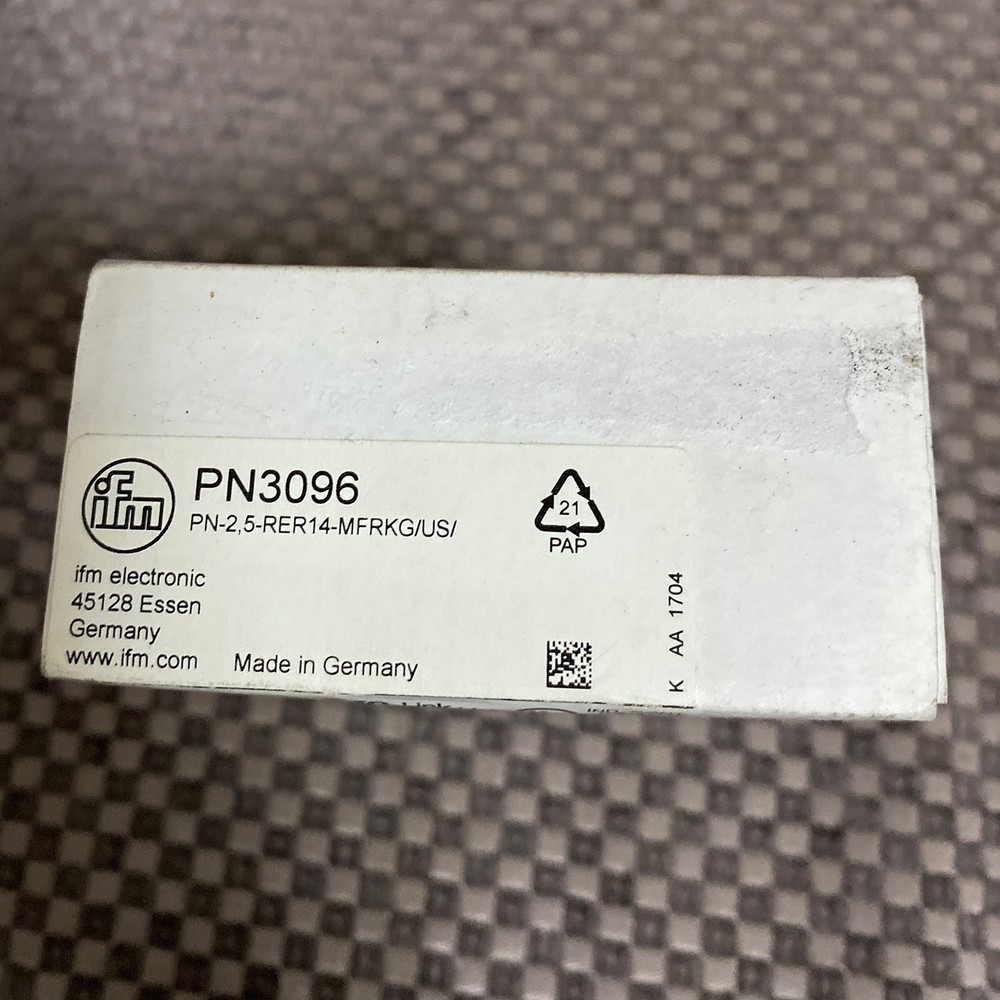 ifm
PN3096
PN-2,5-RER14-MFRKG/US/
21
PAP
ifm electronic
45128 Essen
Germany
www.ifm.com
Made in Germany
K AA 1704